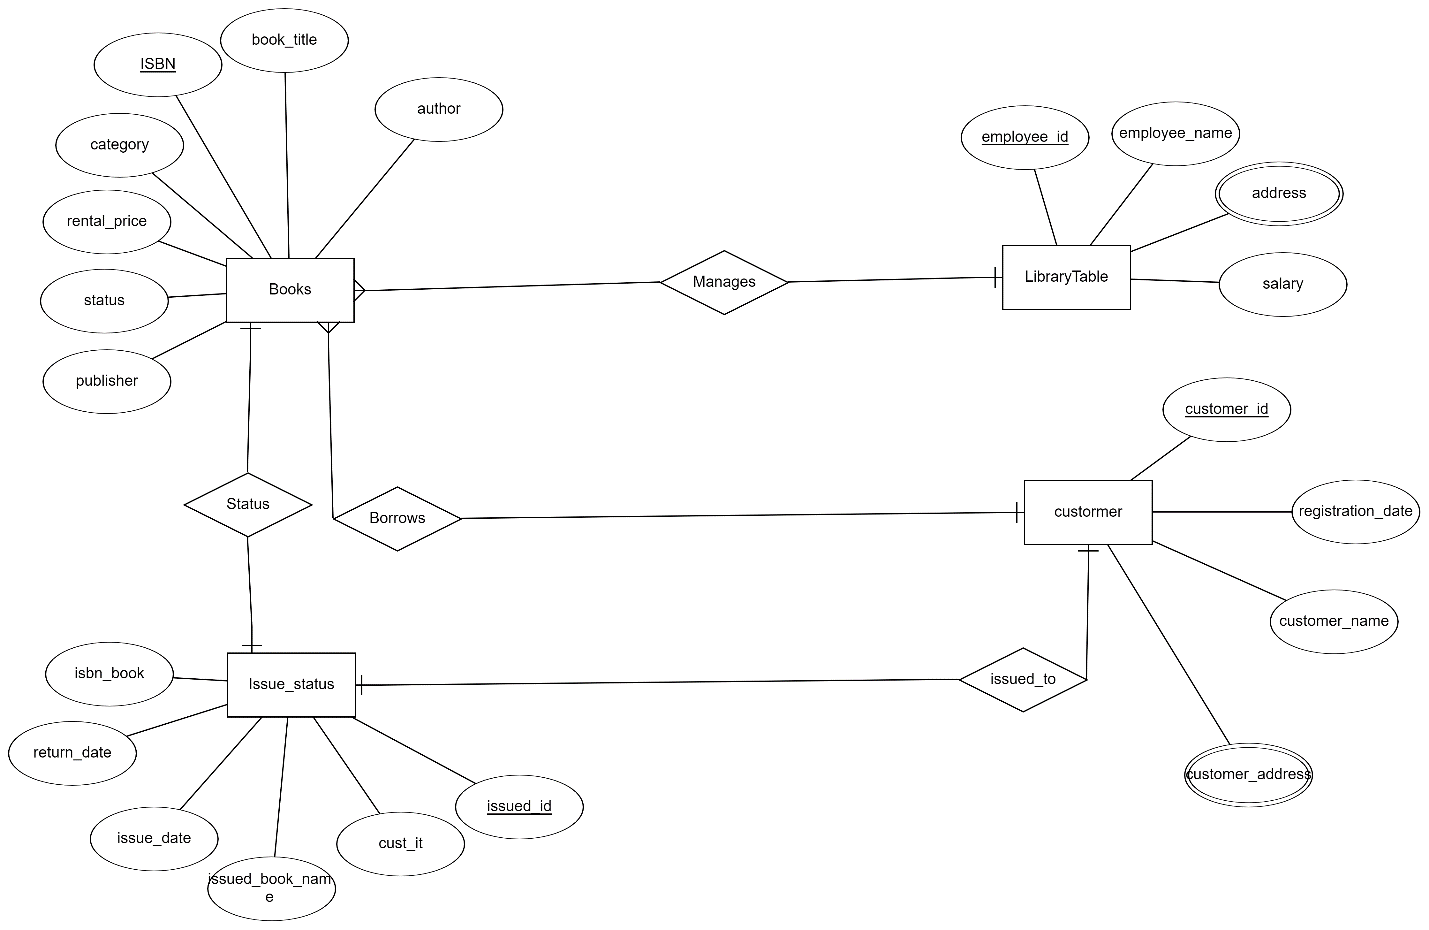 book_title
ISBN
author
category
rental_price
status
publisher
Books
Manages
employee_id
employee_name
address
LibraryTable
salary
customer_id
Status
Borrows
custormer
registration_date
customer_name
isbn_book
Issue_status
issued_to
return_date
customer_address
issued_id
issue_date
cust_it
issued_book_nam
e